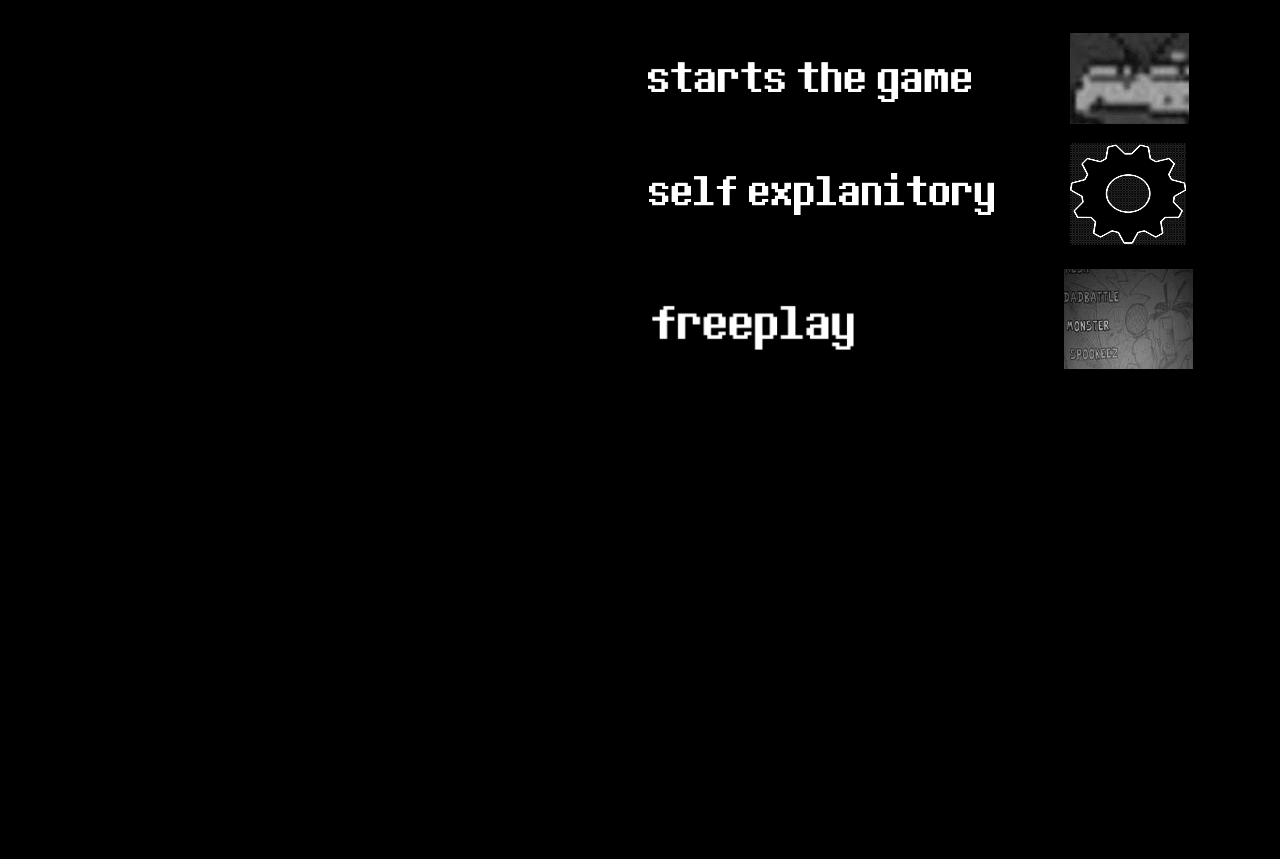 starts the game
self explanitory
freeplay
DADBATTLE
MONSTER
SPOOKEEZ